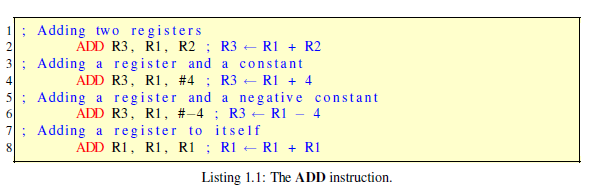 1 ; Adding two registers
2 ADD R3, R1, R2 ; R3 ← R1 + R2
3 ; Adding a register and a constant
4 ADD R3, R1, #4 ; R3 ← R1 + 4
5 ; Adding a register and a negative constant
6 ADD R3, R1, #−4 ; R3 ← R1 − 4
7 ; Adding a register to itself
8 ADD R1, R1, R1 ; R1 ← R1 + R1
Listing 1.1: The ADD instruction.